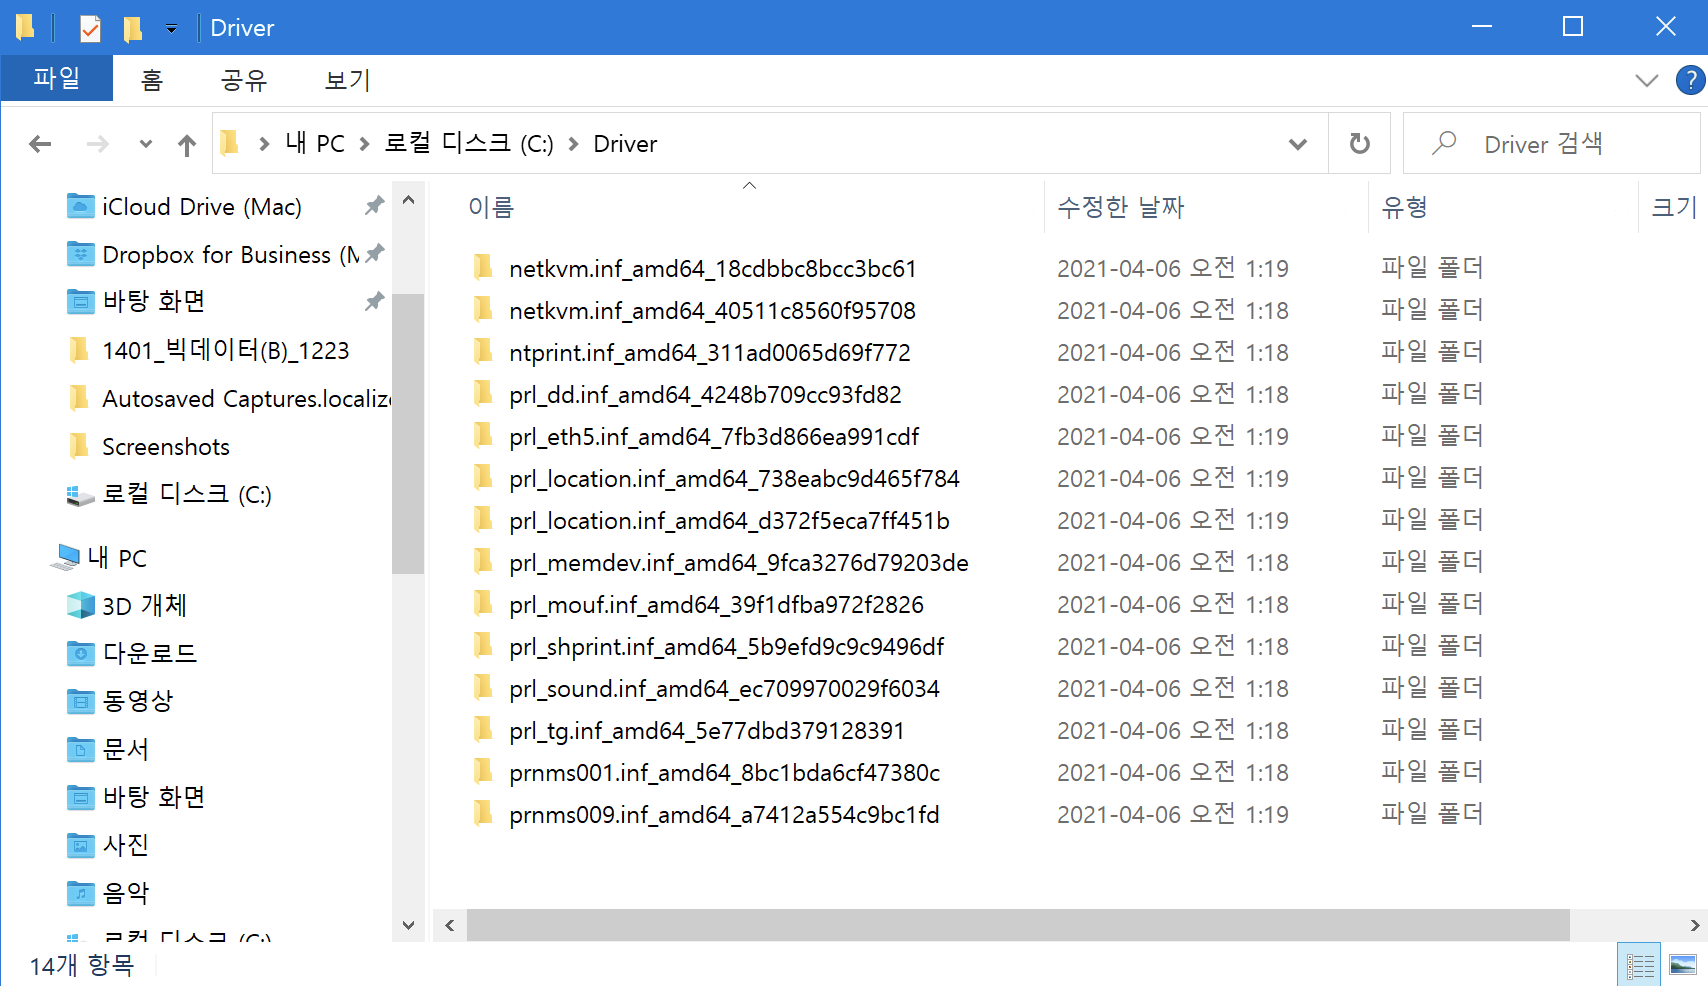 Driver
파일 홈 공유 보기
내 PC 로컬 디스크 (C:) Driver
Driver 검색
iCloud Drive (Mac)
Dropbox for Business (M
바탕 화면
1401_빅데이터(B)_1223
Autosaved Captures.localize
Screenshots
로컬 디스크 (C:)
내 PC
3D 개체
다운로드
동영상
문서
바탕 화면
사진
음악
로컬 디스크 (C:)
이름 수정한 날짜 유형 크기
netkvm.inf_amd64_18cdbbc8bcc3bc61 2021-04-06 오전 1:19 파일 폴더
netkvm.inf_amd64_40511c8560f95708 2021-04-06 오전 1:18 파일 폴더
ntprint.inf_amd64_311ad0065d69f772 2021-04-06 오전 1:18 파일 폴더
prl_dd.inf_amd64_4248b709cc93fd82 2021-04-06 오전 1:18 파일 폴더
prl_eth5.inf_amd64_7fb3d866ea991cdf 2021-04-06 오전 1:19 파일 폴더
prl_location.inf_amd64_738eabc9d465f784 2021-04-06 오전 1:19 파일 폴더
prl_location.inf_amd64_d372f5eca7ff451b 2021-04-06 오전 1:19 파일 폴더
prl_memdev.inf_amd64_9fca3276d79203de 2021-04-06 오전 1:18 파일 폴더
prl_mouf.inf_amd64_39f1dfba972f2826 2021-04-06 오전 1:18 파일 폴더
prl_shprint.inf_amd64_5b9efd9c9c9496df 2021-04-06 오전 1:18 파일 폴더
prl_sound.inf_amd64_ec709970029f6034 2021-04-06 오전 1:18 파일 폴더
prl_tg.inf_amd64_5e77dbd379128391 2021-04-06 오전 1:18 파일 폴더
prnms001.inf_amd64_8bc1bda6cf47380c 2021-04-06 오전 1:18 파일 폴더
prnms009.inf_amd64_a7412a554c9bc1fd 2021-04-06 오전 1:19 파일 폴더
14개 항목